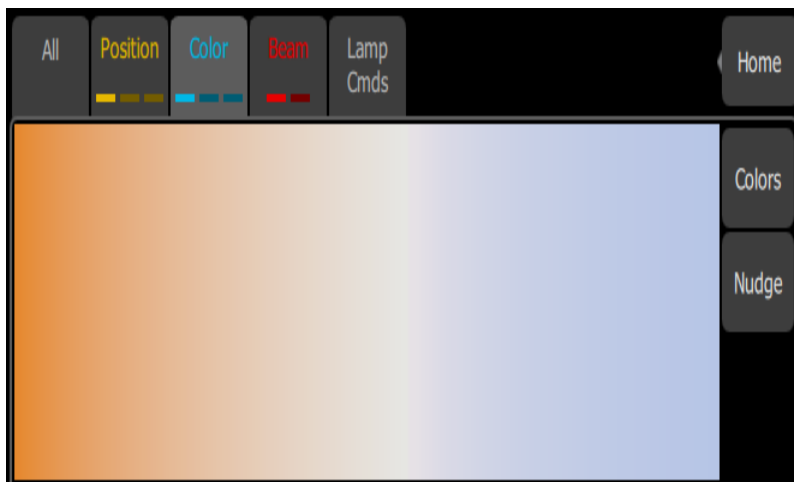 All
Position
Color
Beam
Lamp
Cmds
Home
Colors
Nudge